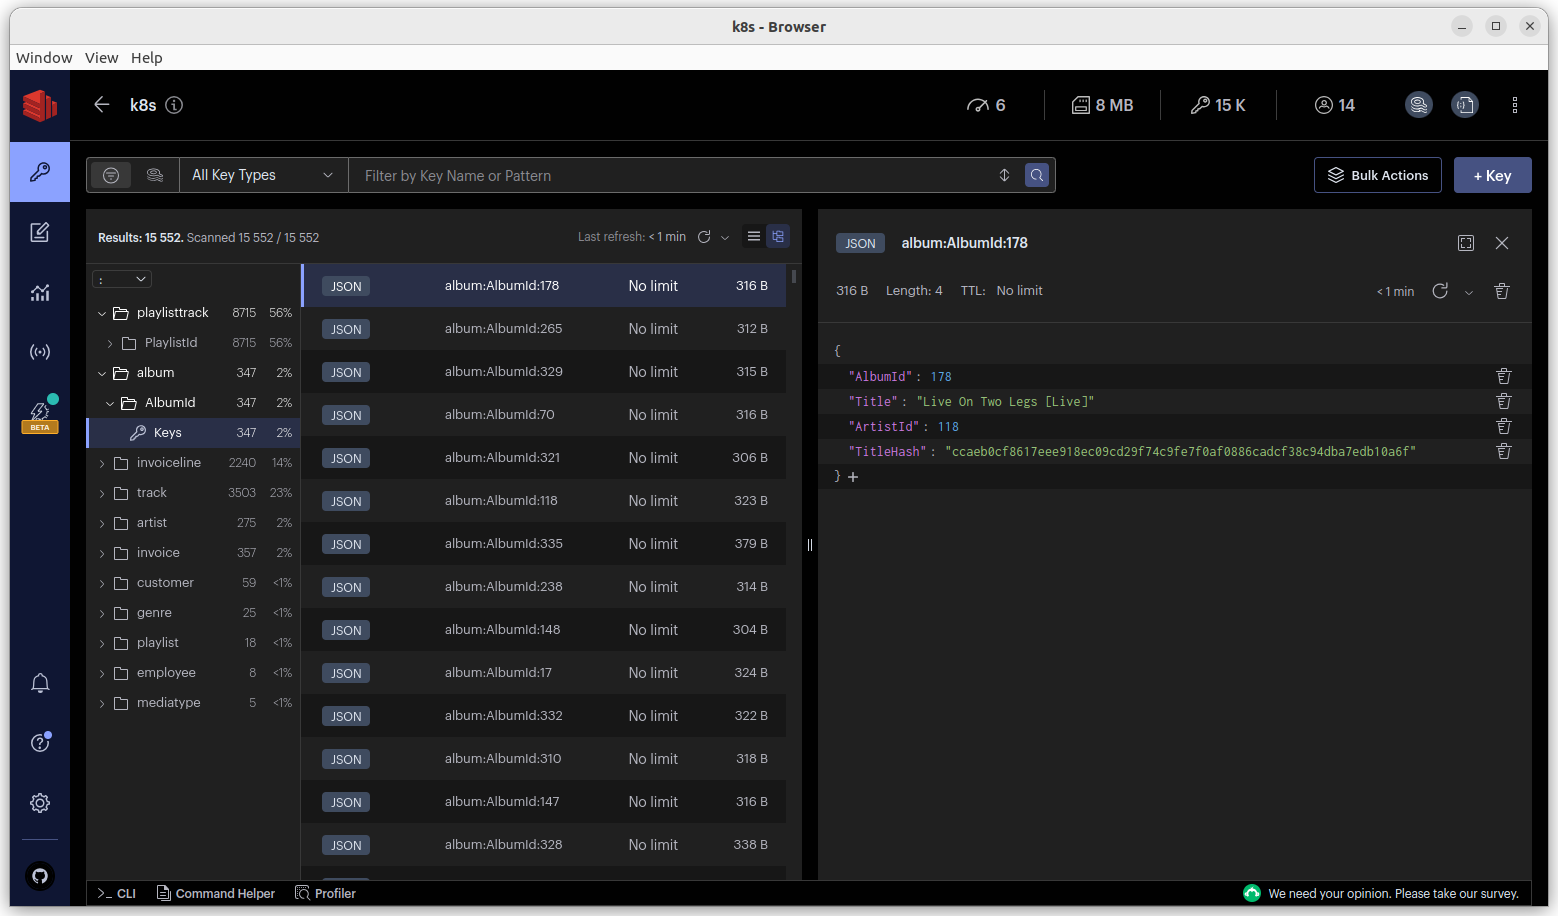 k8s - Browser
Window View Help
k8s
6
8 MB
15 K
14
All Key Types
Filter by Key Name or Pattern
Bulk Actions
+ Key
Results: 15 552. Scanned 15 552 / 15 552
Last refresh: < 1 min
:
playlisttrack 8715 56%
PlaylistId 8715 56%
album 347 2%
AlbumId 347 2%
Keys 347 2%
invoiceline 2240 14%
track 3503 23%
artist 275 2%
invoice 357 2%
customer 59 <1%
genre 25 <1%
playlist 18 <1%
employee 8 <1%
mediatype 5 <1%
JSON album:AlbumId:178 No limit 316 B
JSON album:AlbumId:265 No limit 312 B
JSON album:AlbumId:329 No limit 315 B
JSON album:AlbumId:70 No limit 316 B
JSON album:AlbumId:321 No limit 306 B
JSON album:AlbumId:118 No limit 323 B
JSON album:AlbumId:335 No limit 379 B
JSON album:AlbumId:238 No limit 314 B
JSON album:AlbumId:148 No limit 304 B
JSON album:AlbumId:17 No limit 324 B
JSON album:AlbumId:332 No limit 322 B
JSON album:AlbumId:310 No limit 318 B
JSON album:AlbumId:147 No limit 316 B
JSON album:AlbumId:328 No limit 338 B
JSON album:AlbumId:178
316 B Length: 4 TTL: No limit
< 1 min
{
"AlbumId": 178
"Title": "Live On Two Legs [Live]"
"ArtistId": 118
"TitleHash": "ccaeb0cf8617eee918ec09cd29f74c9fe7f0af0886cadcf38c94dba7edb10a6f"
} +
BETA
>_ CLI
Command Helper
Profiler
We need your opinion. Please take our survey.